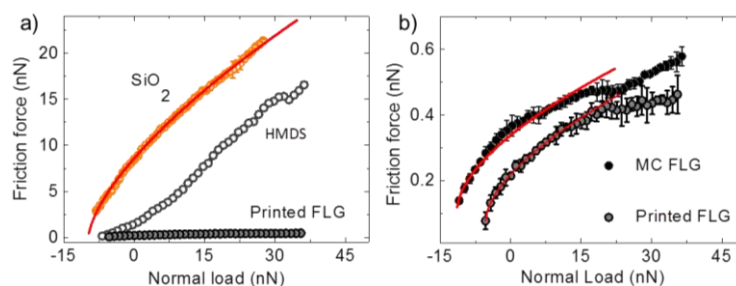 a)
20
15
10
5
0
Friction force (nN)
SiO
2
HMDS
Printed FLG
-15 0 15 30 45
Normal load (nN)
b)
0.6
0.4
0.2
Friction force (nN)
MC FLG
Printed FLG
-15 0 15 30 45
Normal Load (nN)